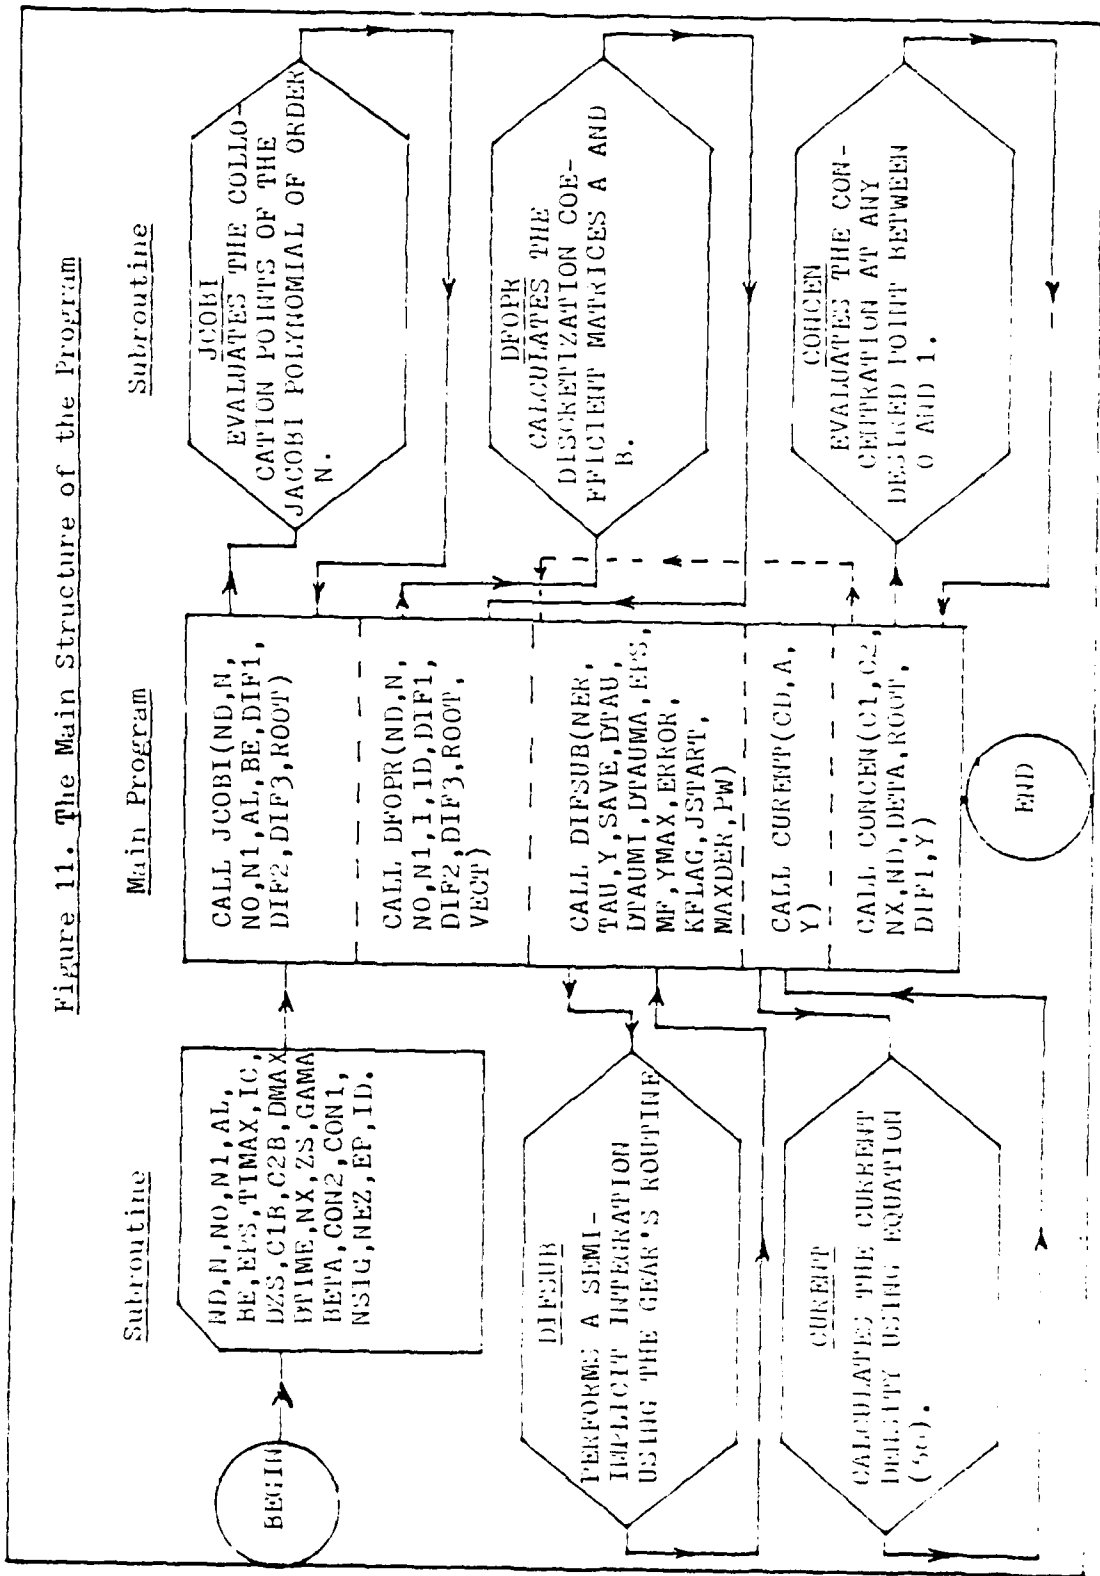 Figure 11. The Main Structure of the Program
Subroutine
Main Program
Subroutine
BEGIN
ND,N,NO,N1,AL,
BE,EPS,TIMAX,IC,
DZS,C1B,C2B,DMAX
DTIME,NX,ZS,GAMA
BETA,CON2,CON1,
NSIG,NEZ,EP,ID.
CALL JCOBI(ND,N,
NO,N1,AL,BE,DIF1,
DIF2,DIF3,ROOT)
CALL DFOPR(ND,N
NO,N1,I,ID,DIF1,
DIF2,DIF3,ROOT,
VECT)
CALL DIFSUB(NER,
TAU,Y,SAVE,DTAU,
DTAUMI,DTAUMA,EPS,
MF,YMAX,ERROR,
KFLAG,JSTART,
MAXDER,PW)
CALL CURENT(CD,A,
Y)
CALL CONCEN(C1,C2,
NX,ND,DETA,ROOT,
DIF1,Y)
END
JCOBI
EVALUATES THE COLLO-
CATION POINTS OF THE
JACOBI POLYNOMIAL OF ORDER
N.
DFOPR
CALCULATES THE
DISCRETIZATION COE-
FFICIENT MATRICES A AND
B.
CONCEN
EVALUATES THE CON-
CENTRATION AT ANY
DESIRED POINT BETWEEN
O AND 1.
DIFSUB
PERFORMS A SEMI-
IMPLICIT INTEGRATION
USING THE GEAR'S ROUTINE
CURENT
CALCULATES THE CURRENT
DENSITY USING EQUATION